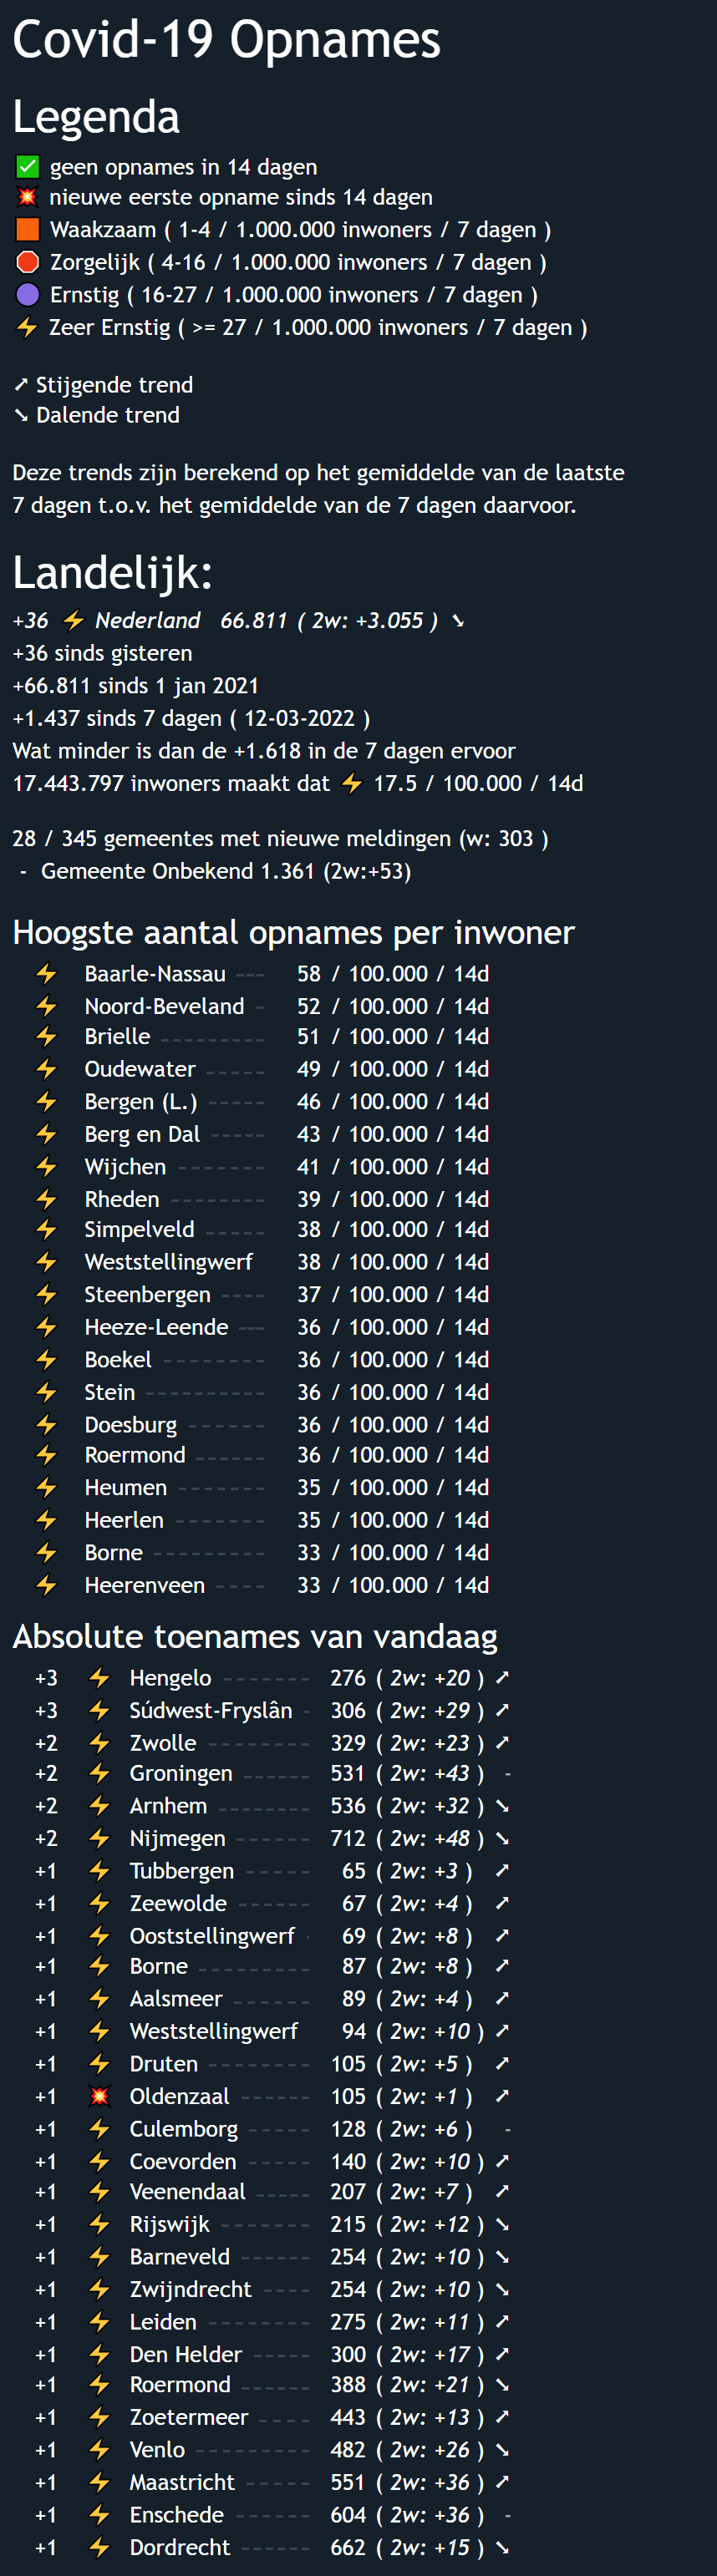 Covid-19 Opnames
Legenda
✅ geen opnames in 14 dagen
💥 nieuwe eerste opname sinds 14 dagen
🟧 Waakzaam ( 1-4 / 1.000.000 inwoners / 7 dagen )
🛑 Zorgelijk ( 4-16 / 1.000.000 inwoners / 7 dagen )
🟣 Ernstig ( 16-27 / 1.000.000 inwoners / 7 dagen )
⚡ Zeer Ernstig ( >= 27 / 1.000.000 inwoners / 7 dagen )
➚ Stijgende trend
➘ Dalende trend
Deze trends zijn berekend op het gemiddelde van de laatste
7 dagen t.o.v. het gemiddelde van de 7 dagen daarvoor.
Landelijk:
+36 ⚡ Nederland 66.811 ( 2w: +3.055 ) ➘
+36 sinds gisteren
+66.811 sinds 1 jan 2021
+1.437 sinds 7 dagen ( 12-03-2022 )
Wat minder is dan de +1.618 in de 7 dagen ervoor
17.443.797 inwoners maakt dat ⚡ 17.5 / 100.000 / 14d
28 / 345 gemeentes met nieuwe meldingen (w: 303 )
- Gemeente Onbekend 1.361 (2w:+53)
Hoogste aantal opnames per inwoner
⚡ Baarle-Nassau --- 58 / 100.000 / 14d
⚡ Noord-Beveland - 52 / 100.000 / 14d
⚡ Brielle --------- 51 / 100.000 / 14d
⚡ Oudewater ----- 49 / 100.000 / 14d
⚡ Bergen (L.) ----- 46 / 100.000 / 14d
⚡ Berg en Dal ----- 43 / 100.000 / 14d
⚡ Wijchen ------- 41 / 100.000 / 14d
⚡ Rheden ------- 39 / 100.000 / 14d
⚡ Simpelveld ----- 38 / 100.000 / 14d
⚡ Weststellingwerf 38 / 100.000 / 14d
⚡ Steenbergen ---- 37 / 100.000 / 14d
⚡ Heeze-Leende --- 36 / 100.000 / 14d
⚡ Boekel -------- 36 / 100.000 / 14d
⚡ Stein ---------- 36 / 100.000 / 14d
⚡ Doesburg ------ 36 / 100.000 / 14d
⚡ Roermond ------ 36 / 100.000 / 14d
⚡ Heumen ------- 35 / 100.000 / 14d
⚡ Heerlen ------- 35 / 100.000 / 14d
⚡ Borne --------- 33 / 100.000 / 14d
⚡ Heerenveen ---- 33 / 100.000 / 14d
Absolute toenames van vandaag
+3 ⚡ Hengelo ------- 276 ( 2w: +20 ) ➚
+3 ⚡ Súdwest-Fryslân - 306 ( 2w: +29 ) ➚
+2 ⚡ Zwolle -------- 329 ( 2w: +23 ) ➚
+2 ⚡ Groningen ----- 531 ( 2w: +43 ) -
+2 ⚡ Arnhem ------- 536 ( 2w: +32 ) ➘
+2 ⚡ Nijmegen ------ 712 ( 2w: +48 ) ➘
+1 ⚡ Tubbergen ----- 65 ( 2w: +3 ) ➚
+1 ⚡ Zeewolde ------ 67 ( 2w: +4 ) ➚
+1 ⚡ Ooststellingwerf - 69 ( 2w: +8 ) ➚
+1 ⚡ Borne --------- 87 ( 2w: +8 ) ➚
+1 ⚡ Aalsmeer ------ 89 ( 2w: +4 ) ➚
+1 ⚡ Weststellingwerf 94 ( 2w: +10 ) ➚
+1 ⚡ Druten -------- 105 ( 2w: +5 ) ➚
+1 💥 Oldenzaal ------ 105 ( 2w: +1 ) ➚
+1 ⚡ Culemborg ----- 128 ( 2w: +6 ) -
+1 ⚡ Coevorden ----- 140 ( 2w: +10 ) ➚
+1 ⚡ Veenendaal ----- 207 ( 2w: +7 ) ➚
+1 ⚡ Rijswijk ------- 215 ( 2w: +12 ) ➘
+1 ⚡ Barneveld ------ 254 ( 2w: +10 ) ➘
+1 ⚡ Zwijndrecht ---- 254 ( 2w: +10 ) ➘
+1 ⚡ Leiden -------- 275 ( 2w: +11 ) ➚
+1 ⚡ Den Helder ----- 300 ( 2w: +17 ) ➚
+1 ⚡ Roermond ------ 388 ( 2w: +21 ) ➘
+1 ⚡ Zoetermeer ---- 443 ( 2w: +13 ) ➚
+1 ⚡ Venlo --------- 482 ( 2w: +26 ) ➘
+1 ⚡ Maastricht ----- 551 ( 2w: +36 ) ➚
+1 ⚡ Enschede ------ 604 ( 2w: +36 ) -
+1 ⚡ Dordrecht ------ 662 ( 2w: +15 ) ➘